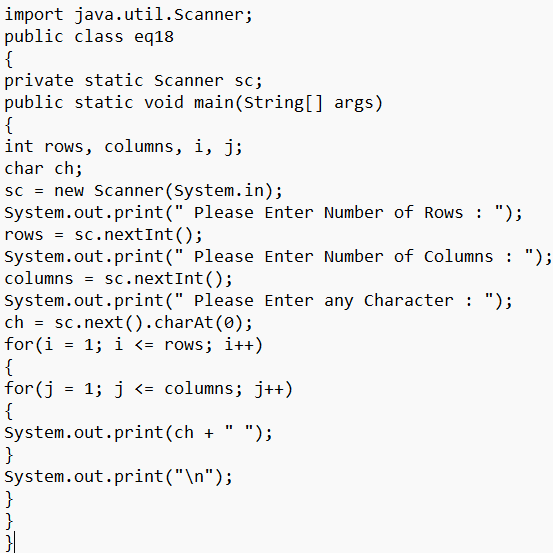 import java.util.Scanner;
public class eq18
{
private static Scanner sc;
public static void main(String[] args)
{
int rows, columns, i, j;
char ch;
sc = new Scanner(System.in);
System.out.print(" Please Enter Number of Rows : ");
rows = sc.nextInt();
System.out.print(" Please Enter Number of Columns : ");
columns = sc.nextInt();
System.out.print(" Please Enter any Character : ");
ch = sc.next().charAt(0);
for(i = 1; i <= rows; i++)
{
for(j = 1; j <= columns; j++)
{
System.out.print(ch + " ");
}
System.out.print("\n");
}
}
}